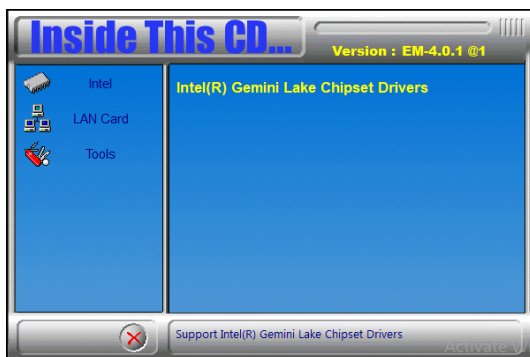 Inside This CD...
Version : EM-4.0.1 @1
Intel
LAN Card
Tools
Intel(R) Gemini Lake Chipset Drivers
Support Intel(R) Gemini Lake Chipset Drivers
Activate